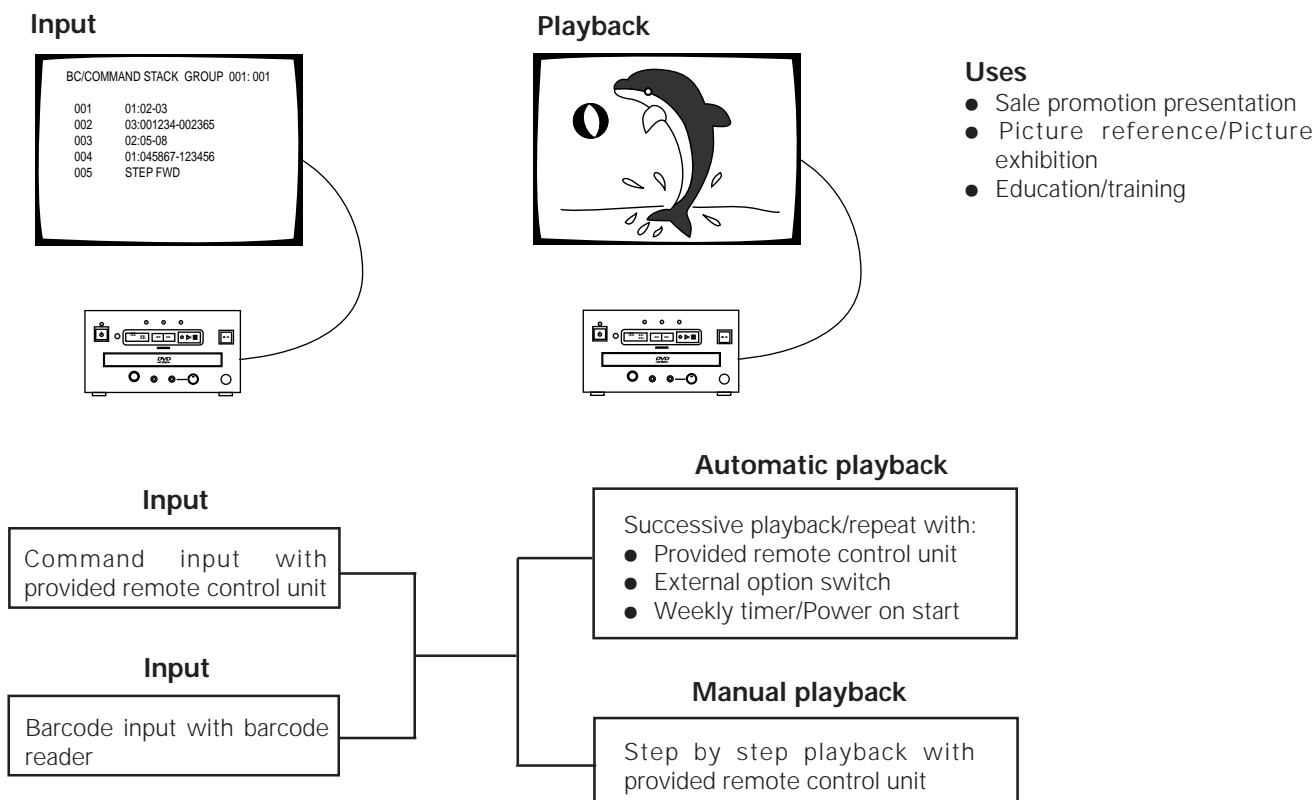 Input
BC/COMMAND STACK GROUP 001: 001
001 01:02-03
002 03:001234-002365
003 02:05-08
004 01:045867-123456
005 STEP FWD
Playback
Uses
● Sale promotion presentation
● Picture reference/Picture
exhibition
● Education/training
DVD
DVD
Input
Command input with
provided remote control unit
Input
Barcode input with barcode
reader
Automatic playback
Successive playback/repeat with:
● Provided remote control unit
● External option switch
● Weekly timer/Power on start
Manual playback
Step by step playback with
provided remote control unit